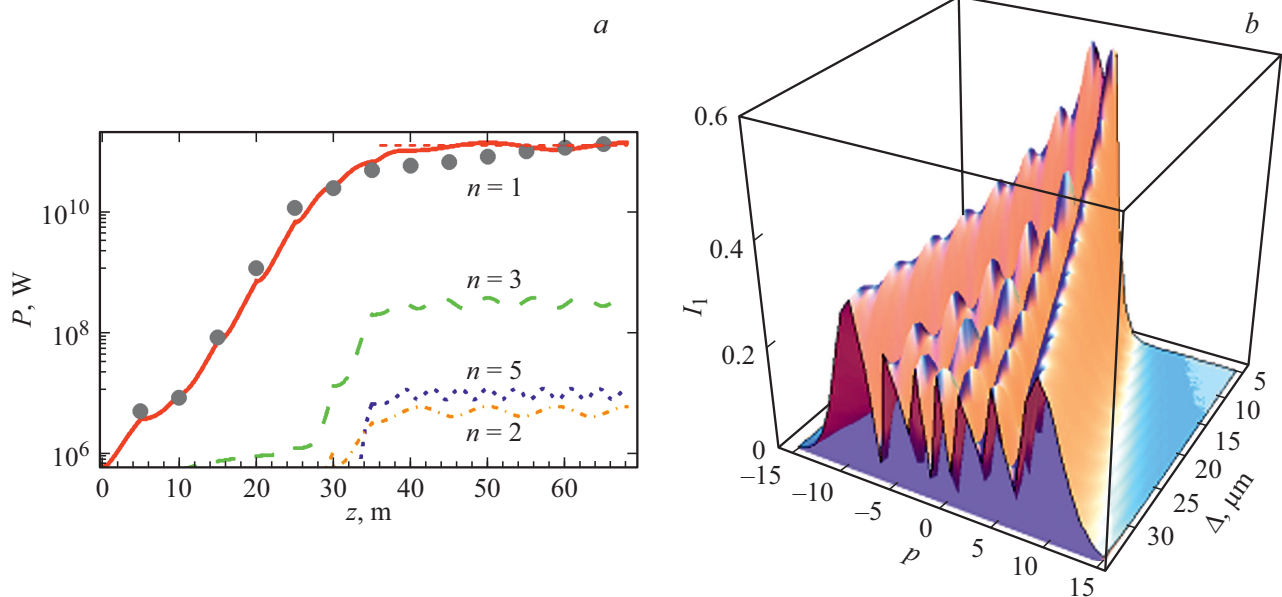 a
P, W
10^10
10^8
10^6
n = 1
n = 3
n = 5
n = 2
0 10 20 30 40 50 60
z, m
b
I_1
0.6
0.4
0.2
0
–15 –10 –5 0 5 10 15
p
5 10 15 20 25 30
Δ, μm